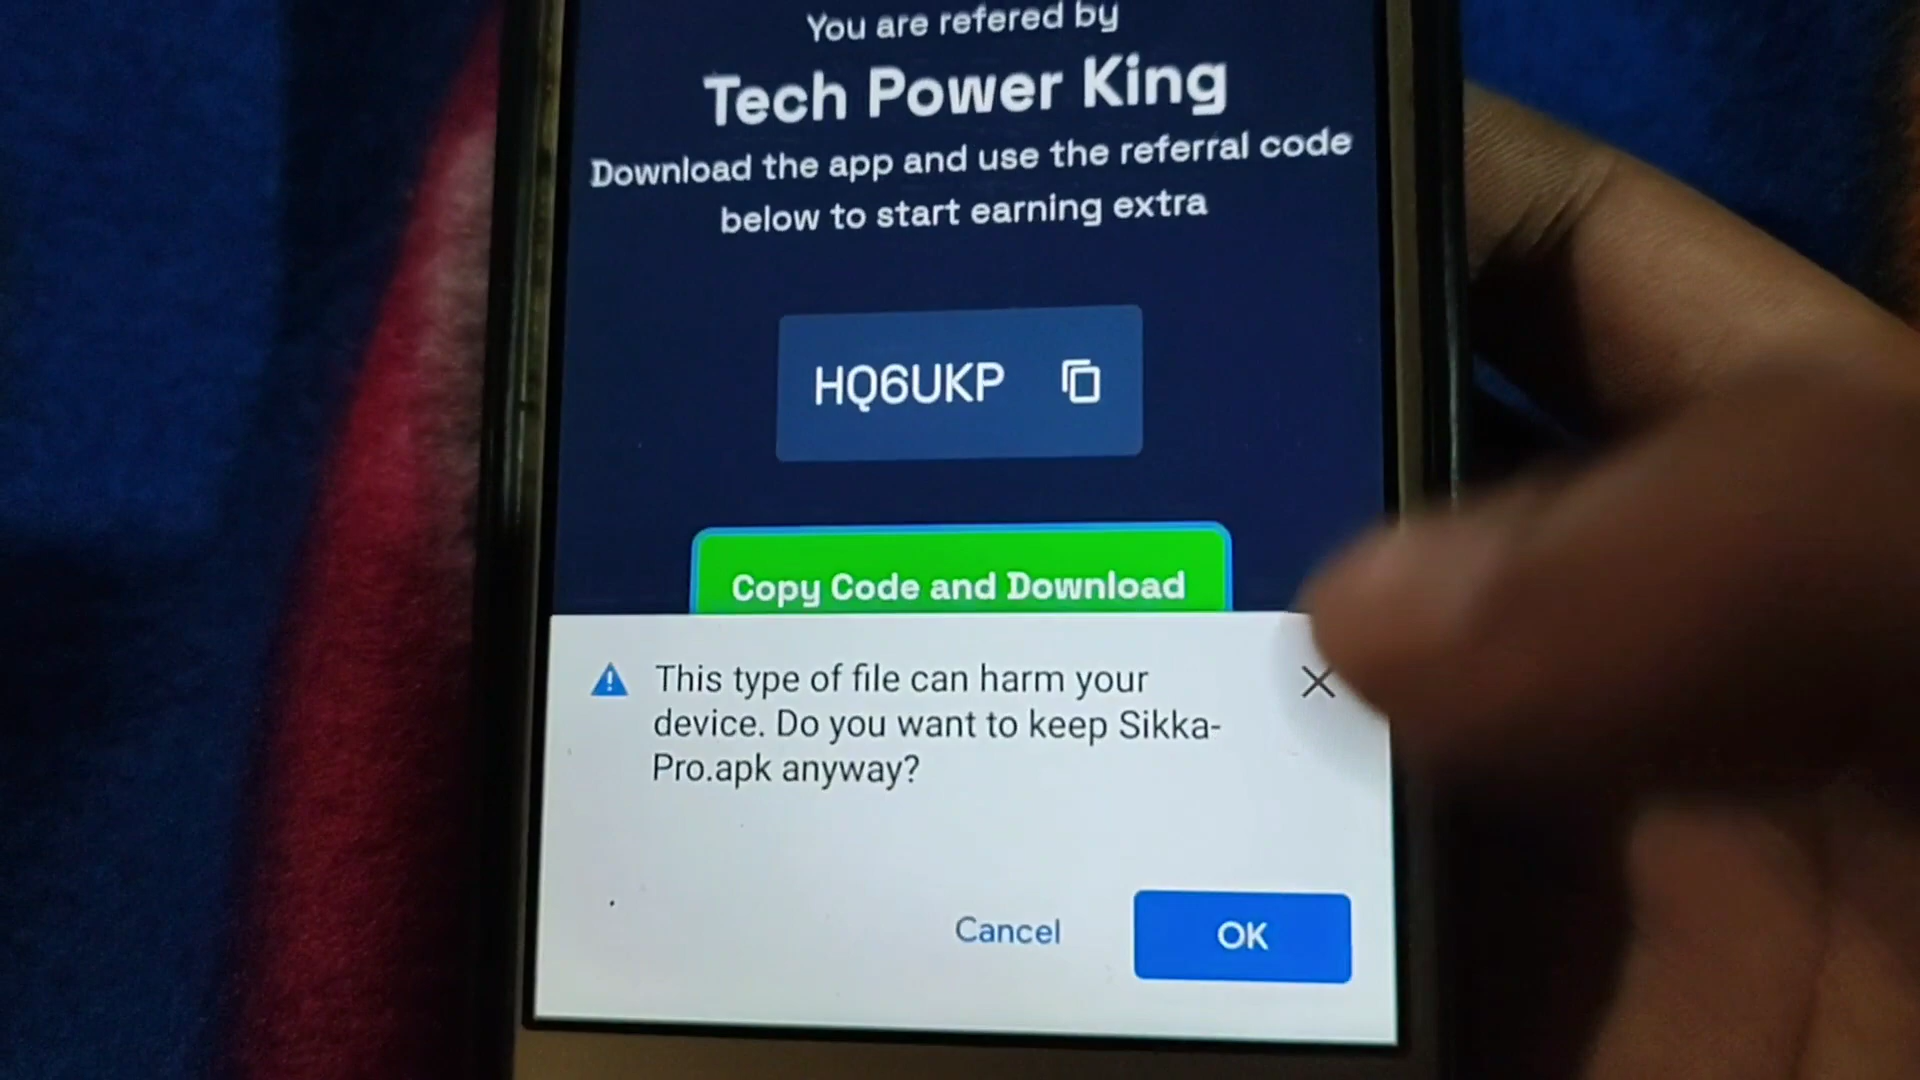 You are refered by
Tech Power King
Download the app and use the referral code
below to start earning extra
HQ6UKP
Copy Code and Download
This type of file can harm your
device. Do you want to keep Sikka-
Pro.apk anyway?
Cancel
OK